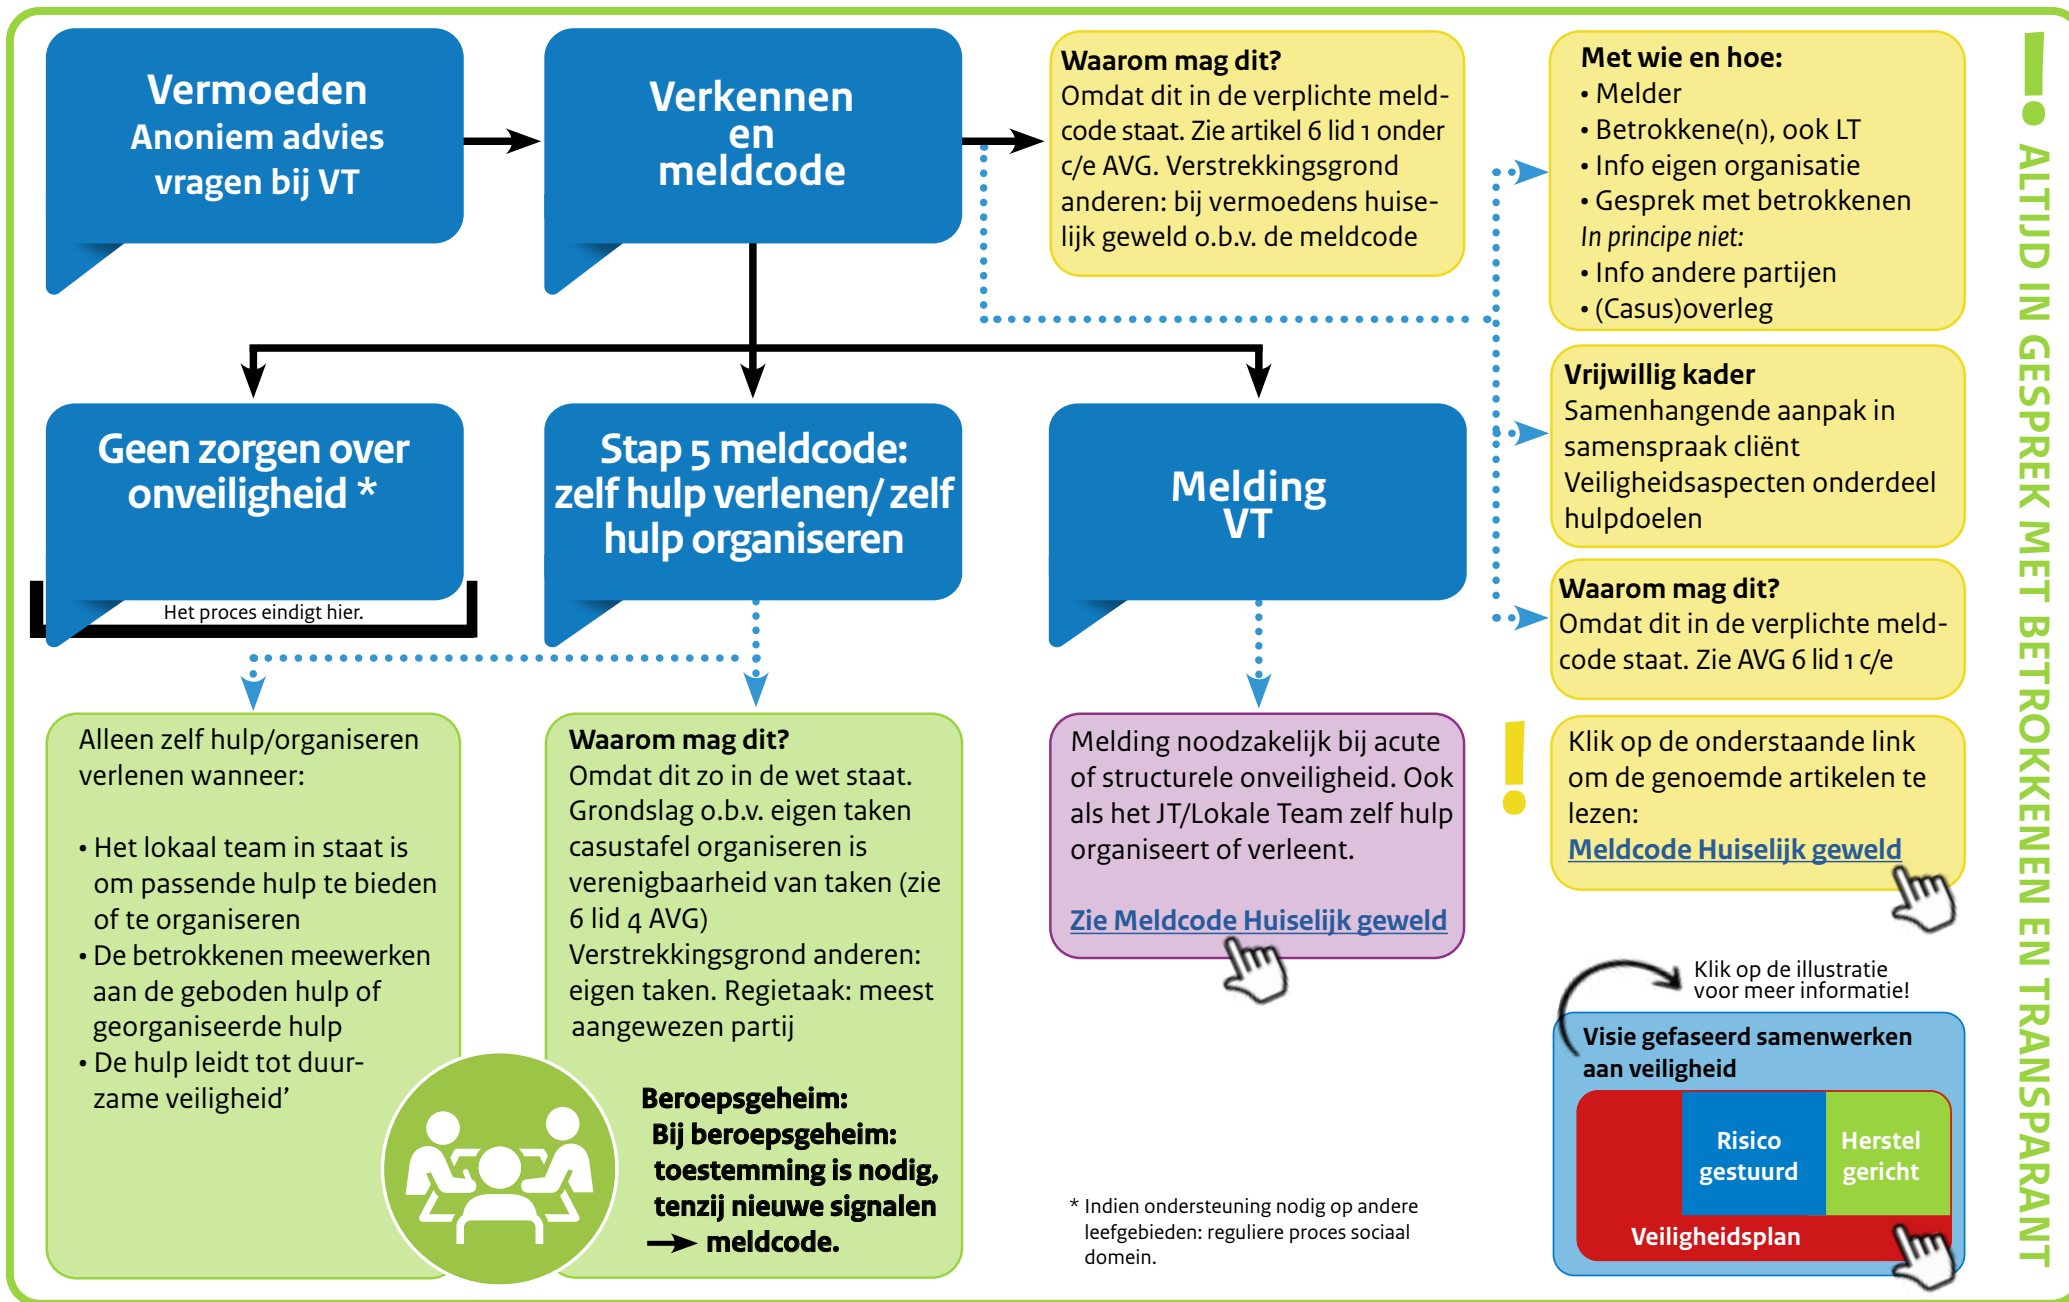 Vermoeden
Anoniem advies
vragen bij VT
Verkennen
en
meldcode
Waarom mag dit?
Omdat dit in de verplichte meld-
code staat. Zie artikel 6 lid 1 onder
c/e AVG. Verstrekkingsgrond
anderen: bij vermoedens huise-
lijk geweld o.b.v. de meldcode
Met wie en hoe:
• Melder
• Betrokkene(n), ook LT
• Info eigen organisatie
• Gesprek met betrokkenen
In principe niet:
• Info andere partijen
• (Casus)overleg
Vrijwillig kader
Samenhangende aanpak in
samenspraak cliënt
Veiligheidsaspecten onderdeel
hulpdoelen
Waarom mag dit?
Omdat dit in de verplichte meld-
code staat. Zie AVG 6 lid 1 c/e
Geen zorgen over
onveiligheid *
Het proces eindigt hier.
Stap 5 meldcode:
zelf hulp verlenen/ zelf
hulp organiseren
Melding
VT
Alleen zelf hulp/organiseren
verlenen wanneer:
• Het lokaal team in staat is
om passende hulp te bieden
of te organiseren
• De betrokkenen meewerken
aan de geboden hulp of
georganiseerde hulp
• De hulp leidt tot duur-
zame veiligheid’
Waarom mag dit?
Omdat dit zo in de wet staat.
Grondslag o.b.v. eigen taken
casustafel organiseren is
verenigbaarheid van taken (zie
6 lid 4 AVG)
Verstrekkingsgrond anderen:
eigen taken. Regietaak: meest
aangewezen partij
Beroepsgeheim:
Bij beroepsgeheim:
toestemming is nodig,
tenzij nieuwe signalen
→ meldcode.
Melding noodzakelijk bij acute
of structurele onveiligheid. Ook
als het JT/Lokale Team zelf hulp
organiseert of verleent.
Zie Meldcode Huiselijk geweld
* Indien ondersteuning nodig op andere
leefgebieden: reguliere proces sociaal
domein.
!
Klik op de onderstaande link
om de genoemde artikelen te
lezen:
Meldcode Huiselijk geweld
Klik op de illustratie
voor meer informatie!
Visie gefaseerd samenwerken
aan veiligheid
Risico
gestuurd
Herstel
gericht
Veiligheidsplan
! ALTIJD IN GESPREK MET BETROKKENEN EN TRANSPARANT